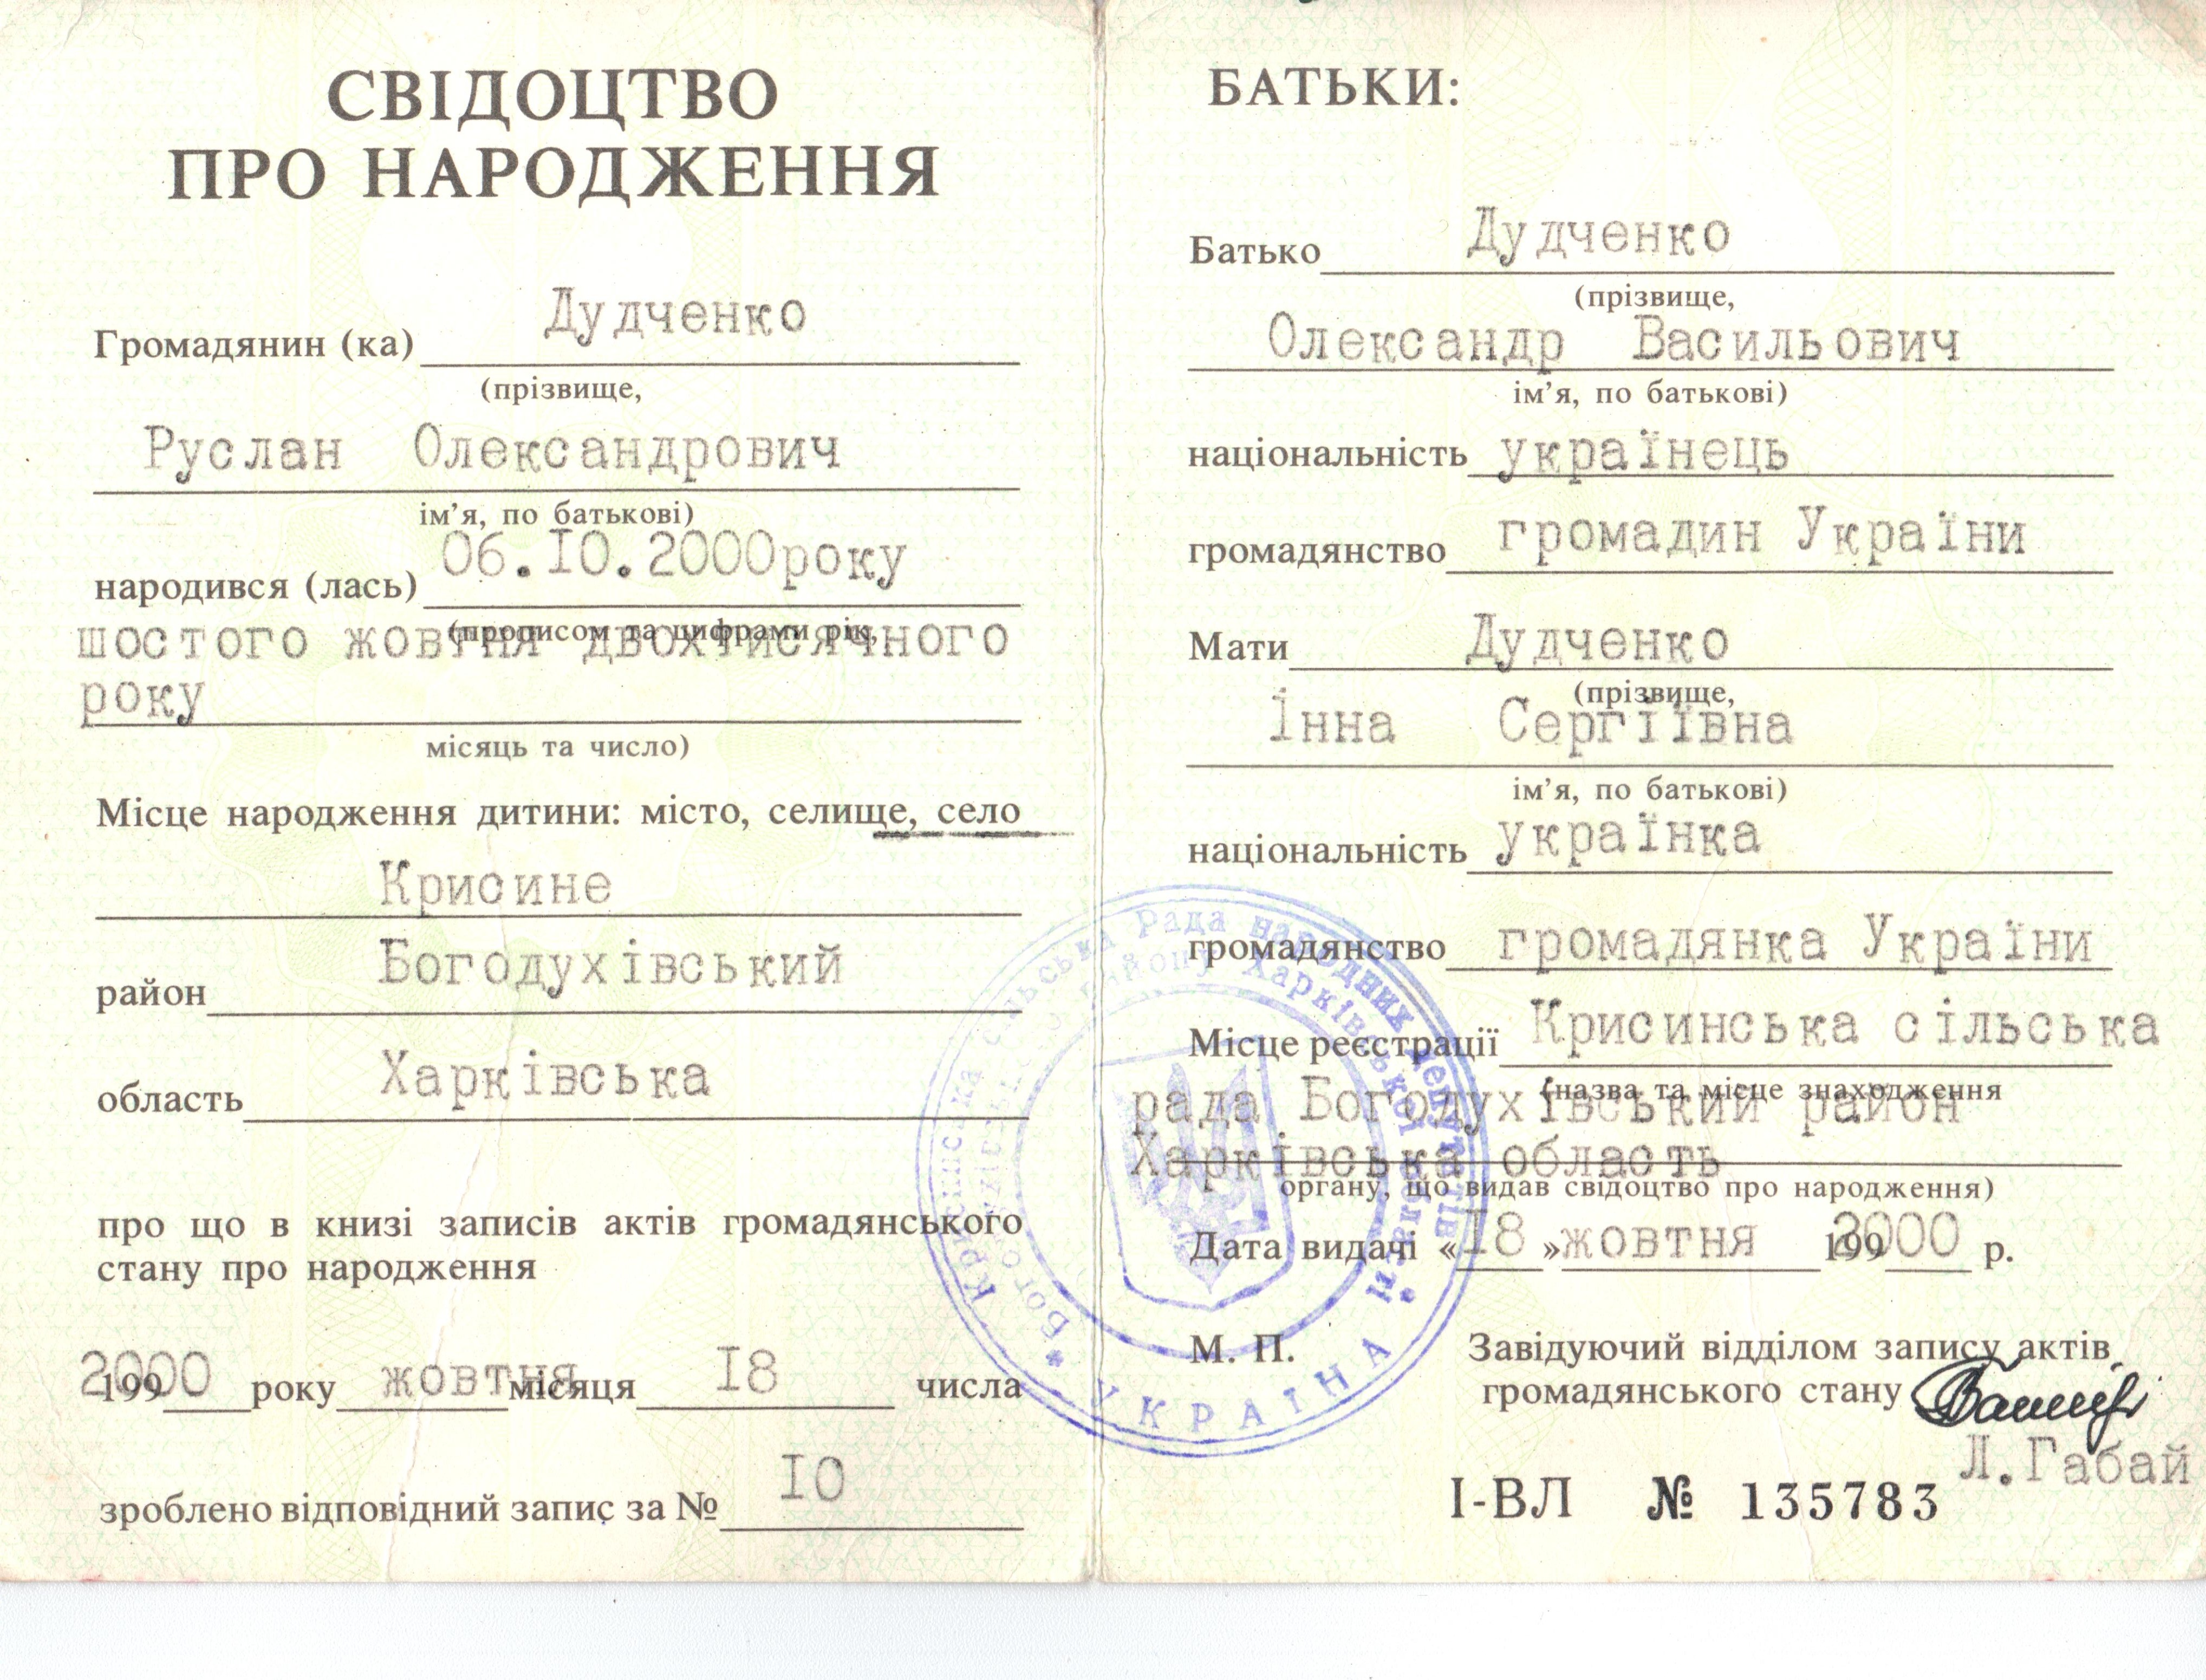 СВІДОЦТВО
ПРО НАРОДЖЕННЯ
Громадянин (ка) Дудченко
(прізвище,
Руслан Олександрович
ім’я, по батькові)
народився (лась) 06.IO.2000року
(прописом та цифрами рік,
шостого жовтня двохтисячного
року
місяць та число)
Місце народження дитини: місто, селище, село
Крисине
район Богодухівський
область Харківська
про що в книзі записів актів громадянського
стану про народження
199 2000 року жовтня місяця I8 числа
зроблено відповідний запис за № IO
БАТЬКИ:
Батько Дудченко
(прізвище,
Олександр Васильович
ім’я, по батькові)
національність українець
громадянство громадин України
Мати Дудченко
(прізвище,
Інна Сергіївна
ім’я, по батькові)
національність українка
громадянство громадянка України
Місце реєстрації Крисинська сільська
(назва та місце знаходження
рада Богодухівський район
Харківська область
органу, що видав свідоцтво про народження)
Дата видачі «I8» жовтня 199 2000 р.
М. П.
Завідуючий відділом запису актів
громадянського стану
Л.Габай
І-ВЛ № 135783
сільська Рада народних депутатів
району Харківської області
УКРАЇНА